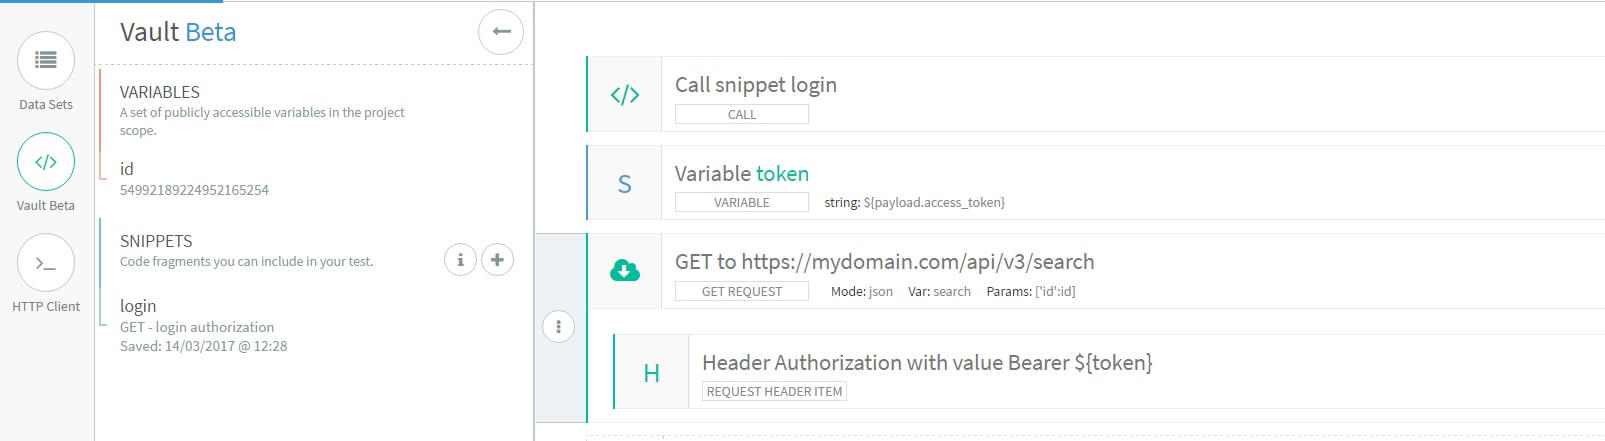 Data Sets
Vault Beta
HTTP Client
Vault Beta
VARIABLES
A set of publicly accessible variables in the project
scope.
id
54992189224952165254
SNIPPETS
Code fragments you can include in your test.
login
GET - login authorization
Saved: 14/03/2017 @ 12:28
Call snippet login
CALL
S
Variable token
VARIABLE string: ${payload.access_token}
GET to https://mydomain.com/api/v3/search
GET REQUEST Mode: json Var: search Params: ['id':id]
H
Header Authorization with value Bearer ${token}
REQUEST HEADER ITEM